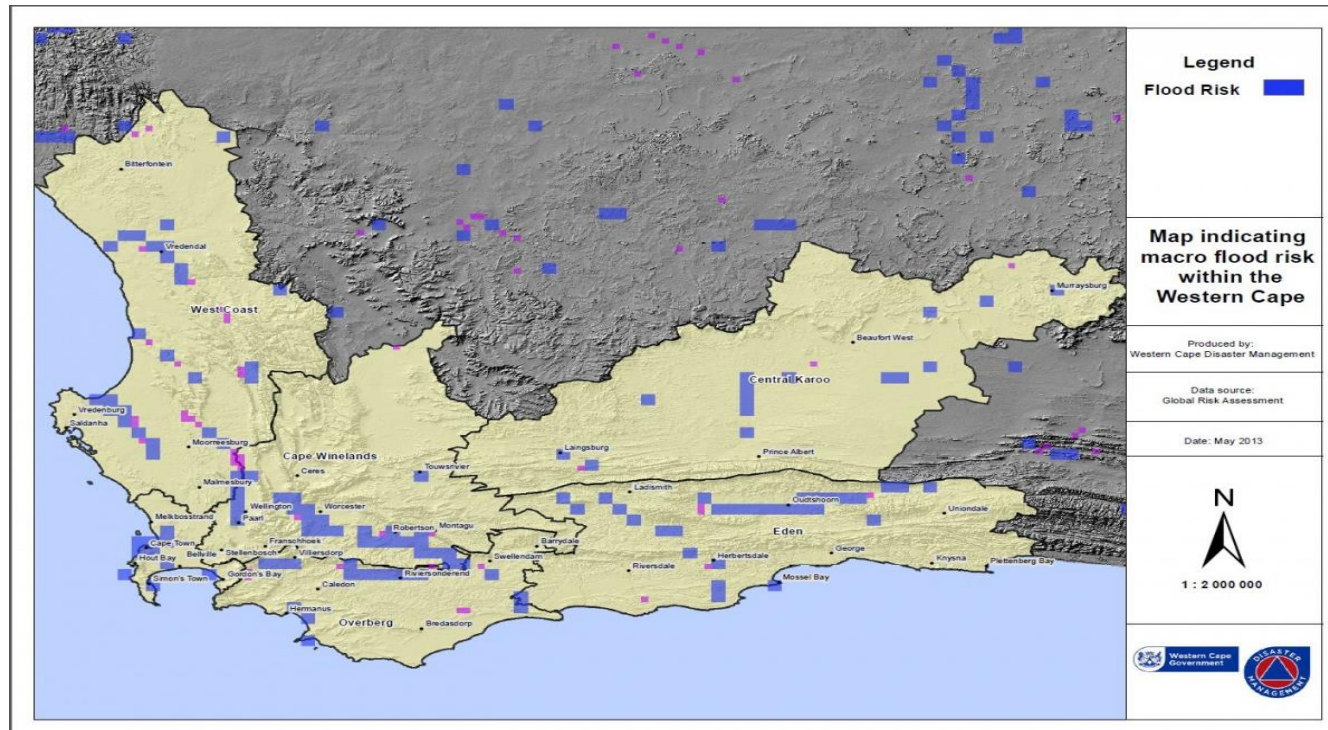 Legend
Flood Risk
Map indicating
macro flood risk
within the
Western Cape
Produced by:
Western Cape Disaster Management
Data source:
Global Risk Assessment
Date: May 2013
N
1 : 2 000 000
Western Cape
Government
DISASTER
MANAGEMENT
Bitterfontein
Vredendal
West Coast
Murraysburg
Beaufort West
Central Karoo
Vredenburg
Saldanha
Moorreesburg
Laingsburg
Prince Albert
Cape Winelands
Touwsrivier
Ceres
Malmesbury
Ladismith
Oudtshoorn
Melkbosstrand
Wellington
Worcester
Uniondale
Paarl
Robertson
Montagu
Eden
Cape Town
Franschhoek
Barrydale
Hout Bay
Bellville
Stellenbosch
Villiersdorp
Swellendam
Herbertsdale
George
Knysna
Plettenberg Bay
Simon's Town
Gordon's Bay
Riviersonderend
Riversdale
Mossel Bay
Caledon
Hermanus
Overberg
Bredasdorp